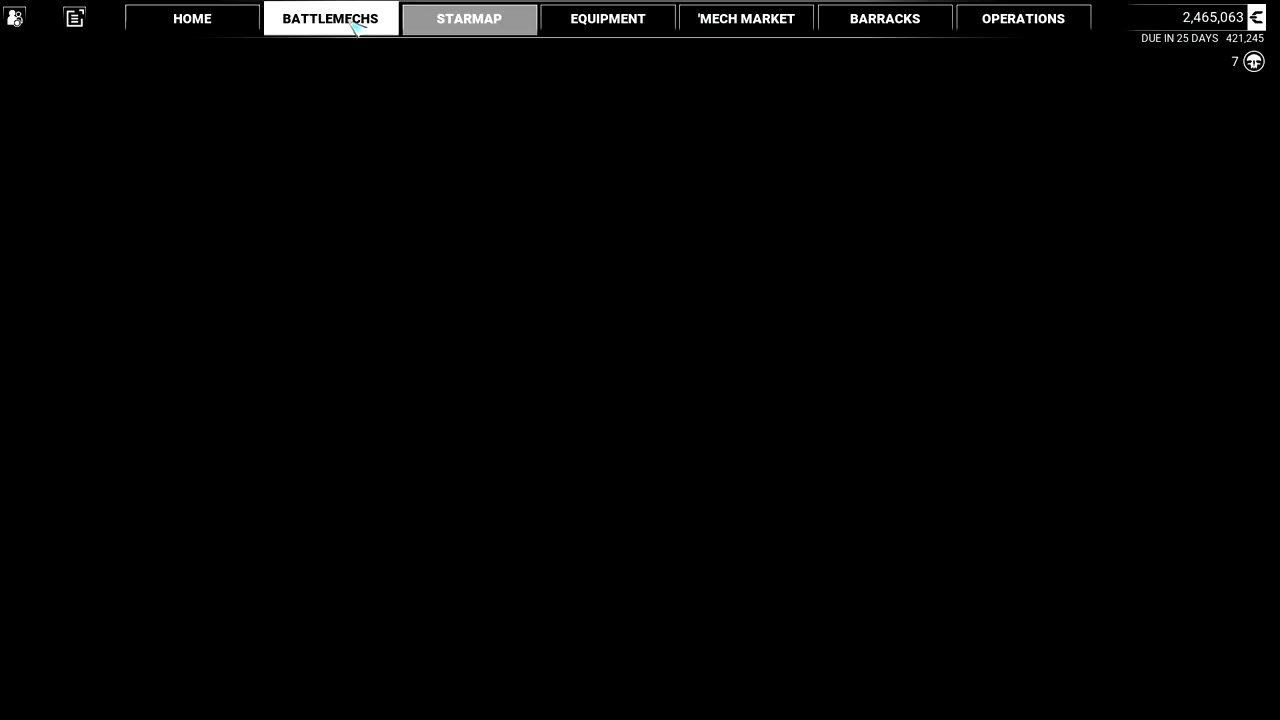 HOME
BATTLEMECHS
STARMAP
EQUIPMENT
'MECH MARKET
BARRACKS
OPERATIONS
2,465,063
DUE IN 25 DAYS 421,245
7